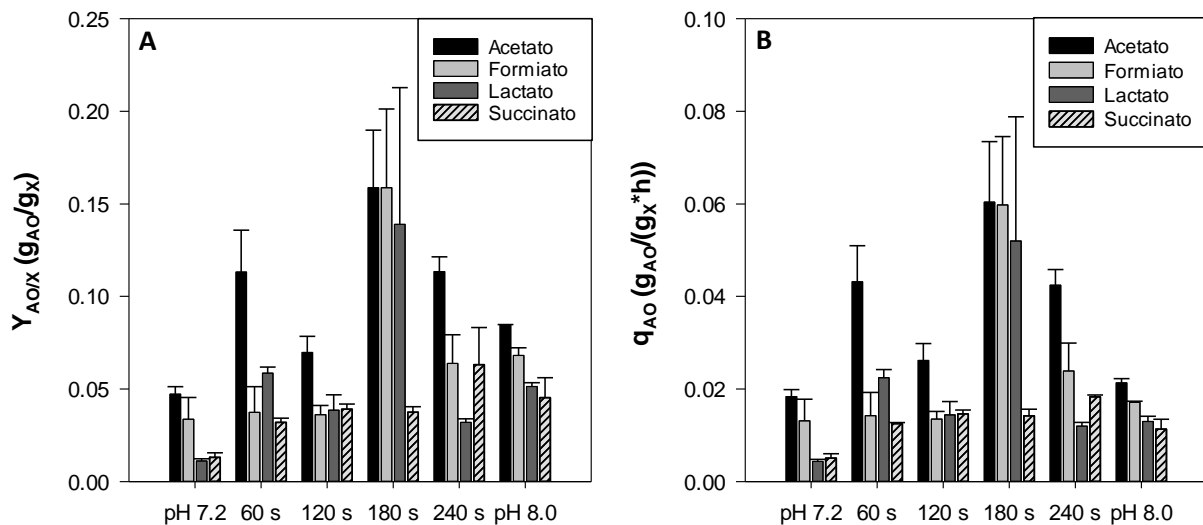 A
Acetato
Formiato
Lactato
Succinato
Y_AO/X (g_AO/g_X)
0.25
0.20
0.15
0.10
0.05
0.00
pH 7.2 60 s 120 s 180 s 240 s pH 8.0
B
Acetato
Formiato
Lactato
Succinato
q_AO (g_AO/(g_X*h))
0.10
0.08
0.06
0.04
0.02
0.00
pH 7.2 60 s 120 s 180 s 240 s pH 8.0